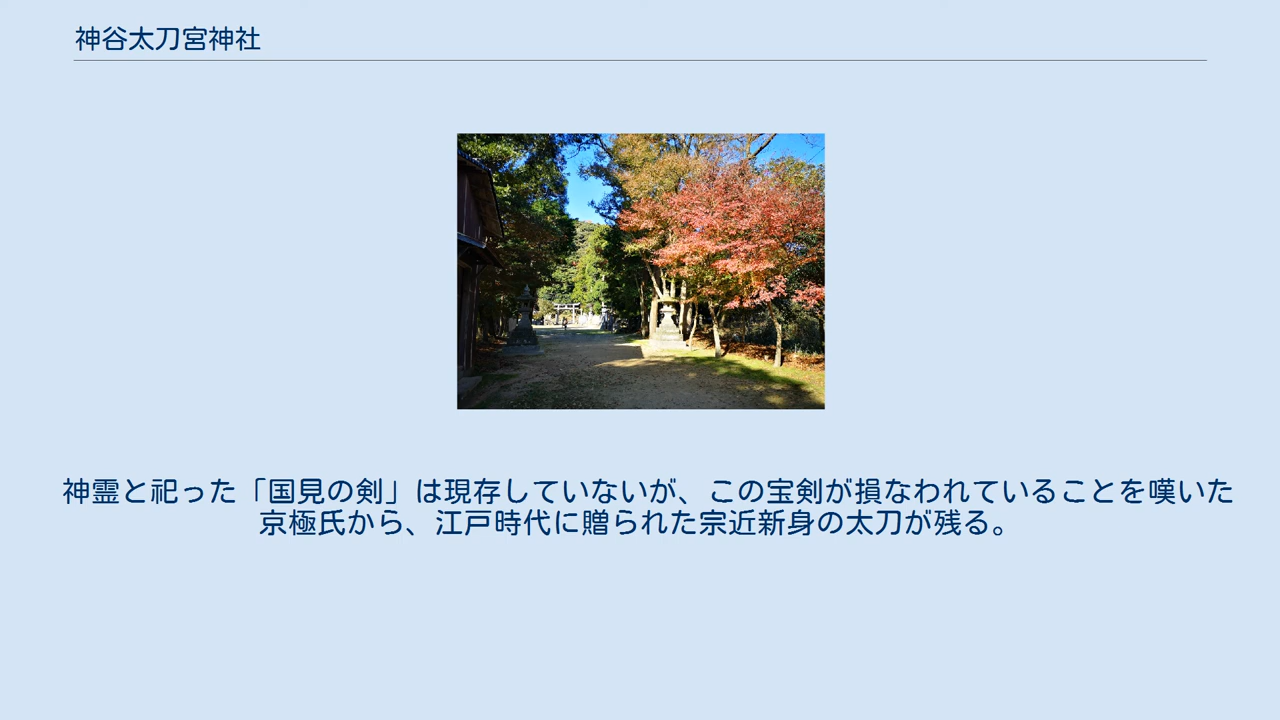 神谷太刀宮神社
神霊と祀った「国見の剣」は現存していないが、この宝剣が損なわれていることを嘆いた
京極氏から、江戸時代に贈られた宗近新身の太刀が残る。